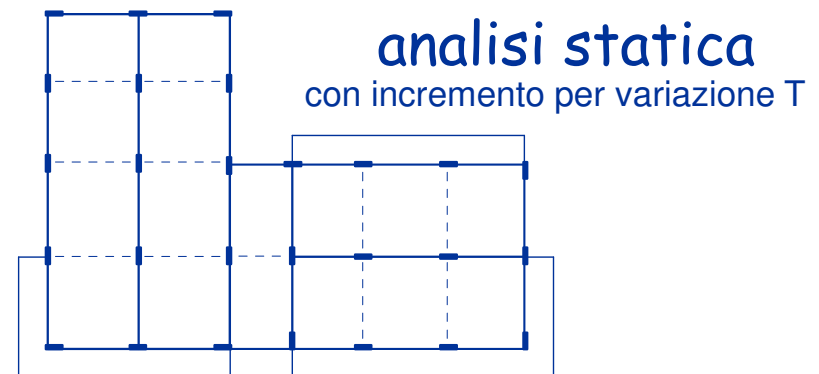 analisi statica
con incremento per variazione T